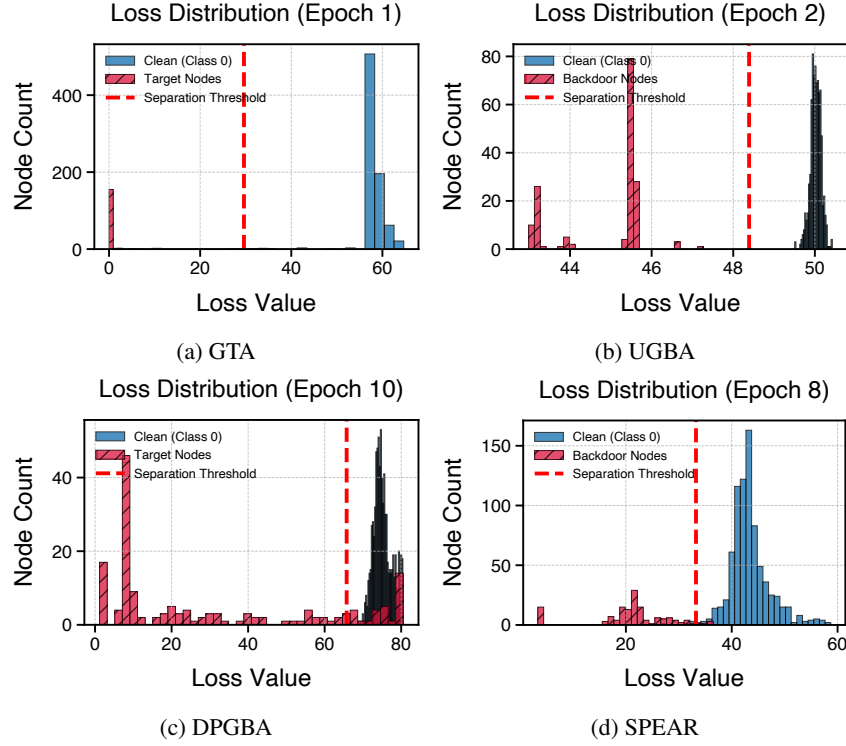 Loss Distribution (Epoch 1)
Node Count
400
200
0
Clean (Class 0)
Target Nodes
Separation Threshold
0 20 40 60
Loss Value
(a) GTA
Loss Distribution (Epoch 2)
Node Count
80
60
40
20
0
Clean (Class 0)
Backdoor Nodes
Separation Threshold
44 46 48 50
Loss Value
(b) UGBA
Loss Distribution (Epoch 10)
Node Count
40
20
0
Clean (Class 0)
Target Nodes
Separation Threshold
0 20 40 60 80
Loss Value
(c) DPGBA
Loss Distribution (Epoch 8)
Node Count
150
100
50
0
Clean (Class 0)
Backdoor Nodes
Separation Threshold
20 40 60
Loss Value
(d) SPEAR